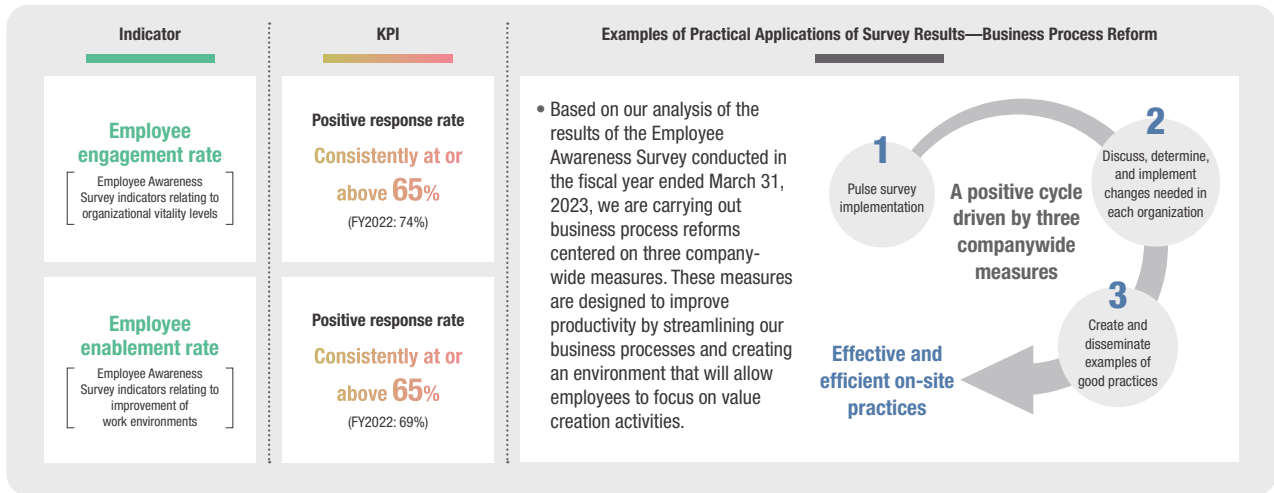 Indicator
KPI
Examples of Practical Applications of Survey Results—Business Process Reform
Employee
engagement rate
Employee Awareness
Survey indicators relating to
organizational vitality levels
Positive response rate
Consistently at or
above 65%
(FY2022: 74%)
Employee
enablement rate
Employee Awareness
Survey indicators relating to
improvement of
work environments
Positive response rate
Consistently at or
above 65%
(FY2022: 69%)
• Based on our analysis of the
results of the Employee
Awareness Survey conducted in
the fiscal year ended March 31,
2023, we are carrying out
business process reforms
centered on three company-
wide measures. These measures
are designed to improve
productivity by streamlining our
business processes and creating
an environment that will allow
employees to focus on value
creation activities.
1
Pulse survey
implementation
A positive cycle
driven by three
companywide
measures
2
Discuss, determine,
and implement
changes needed in
each organization
3
Create and
disseminate
examples of
good practices
Effective and
efficient on-site
practices